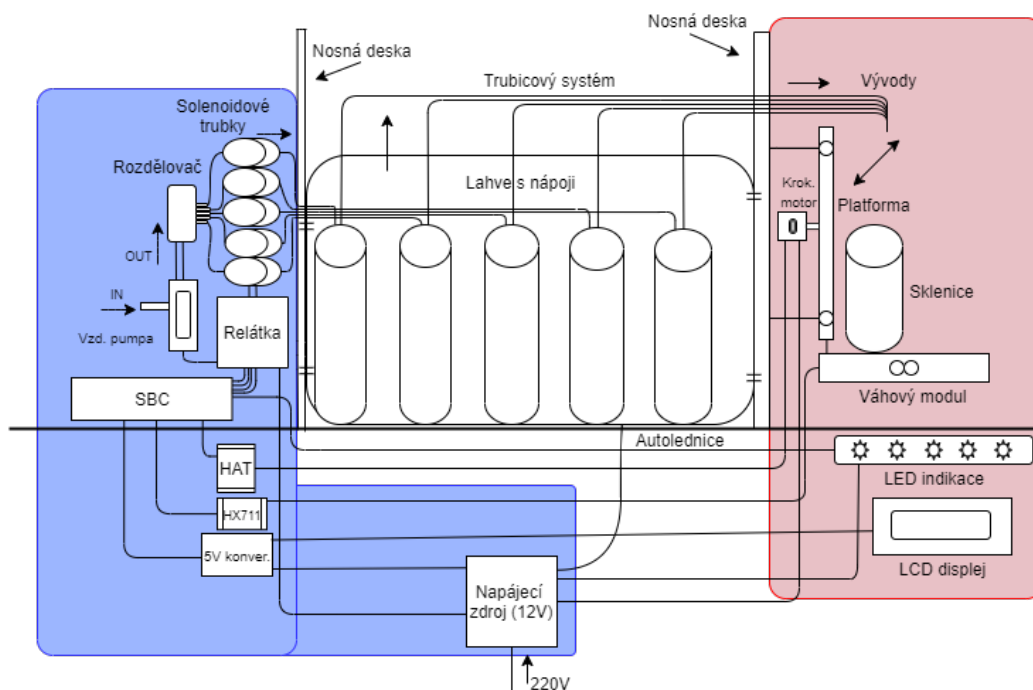 Nosná deska
Nosná deska
Trubicový systém
Vývody
Solenoidové
trubky
Rozdělovač
Lahve s nápoji
Krok.
motor
Platforma
OUT
IN
Vzd. pumpa
Relátka
Sklenice
SBC
Váhový modul
Autolednice
HAT
LED indikace
HX711
5V konver.
LCD displej
Napájecí
zdroj (12V)
220V